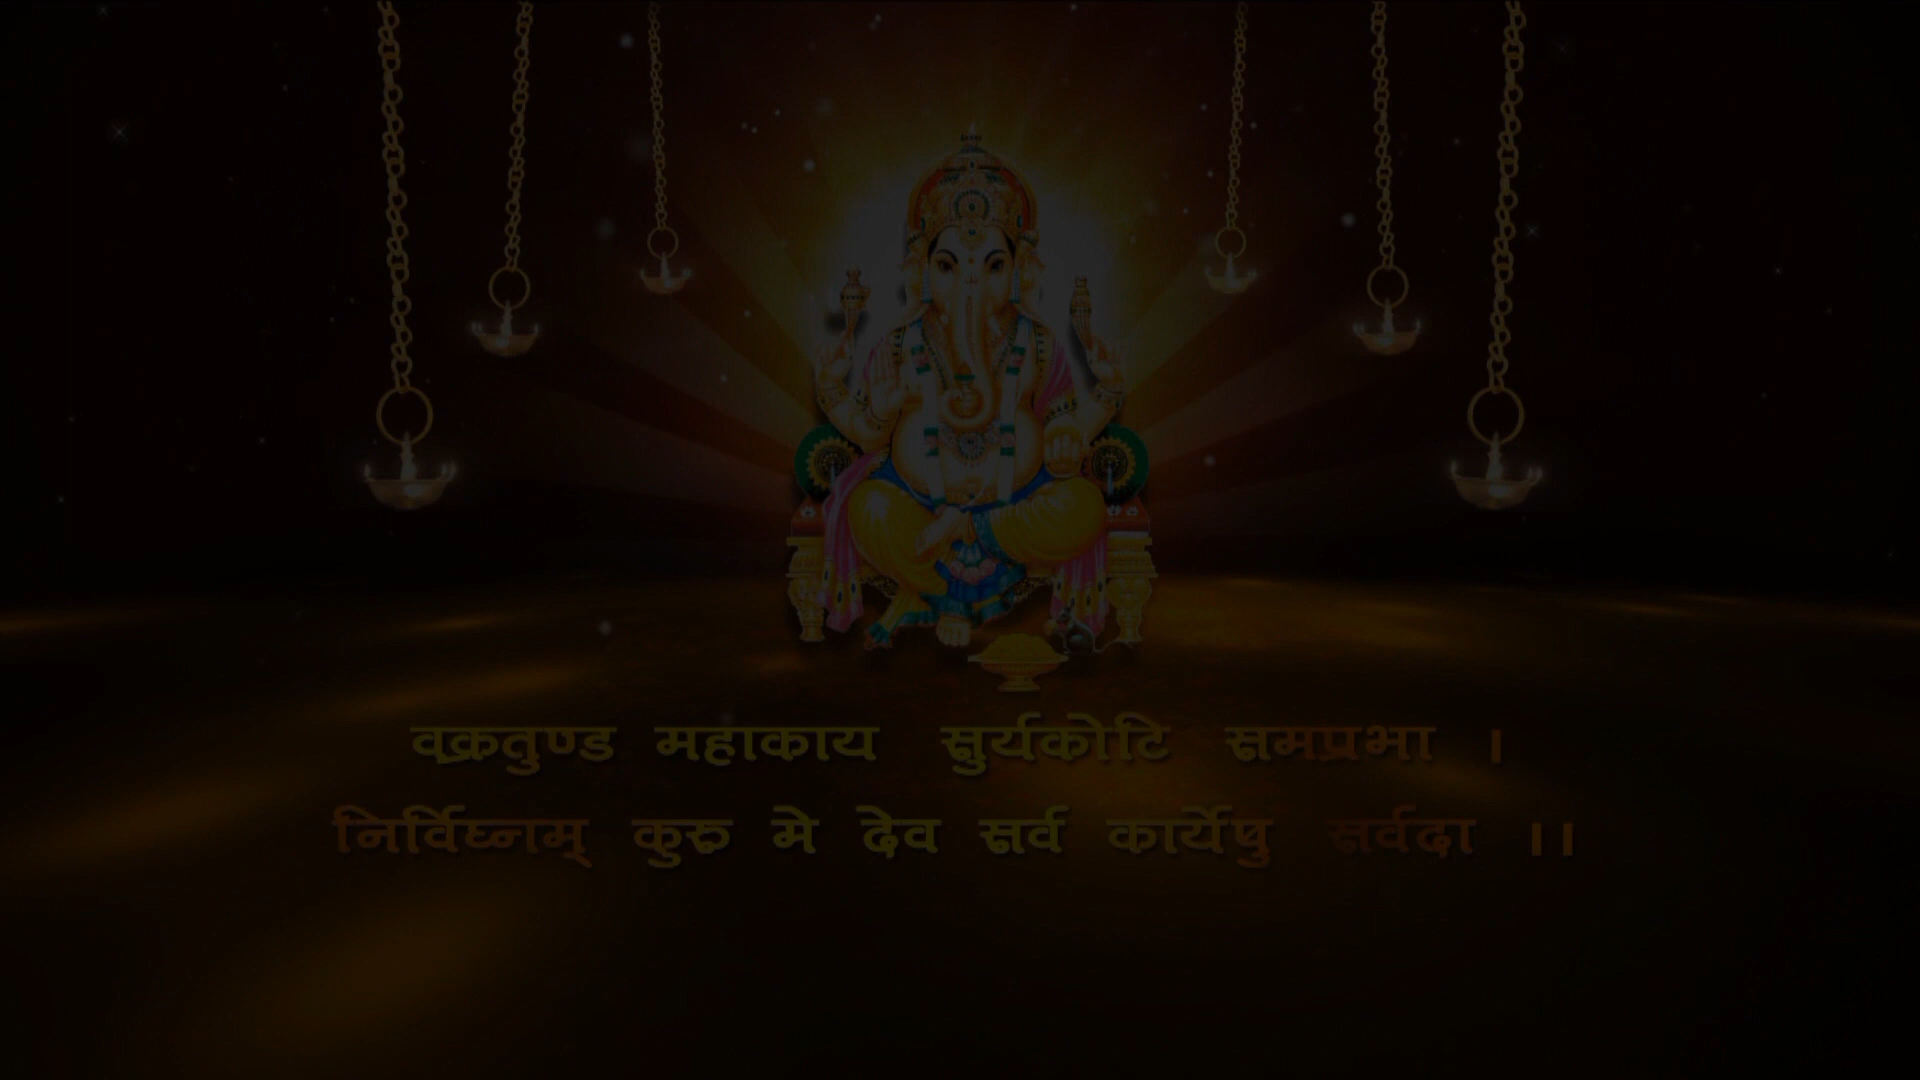 वक्रतुण्ड महाकाय सुर्यकोटि समप्रभा ।
निर्विघ्नम् कुरु मे देव सर्व कार्येषु सर्वदा ।।